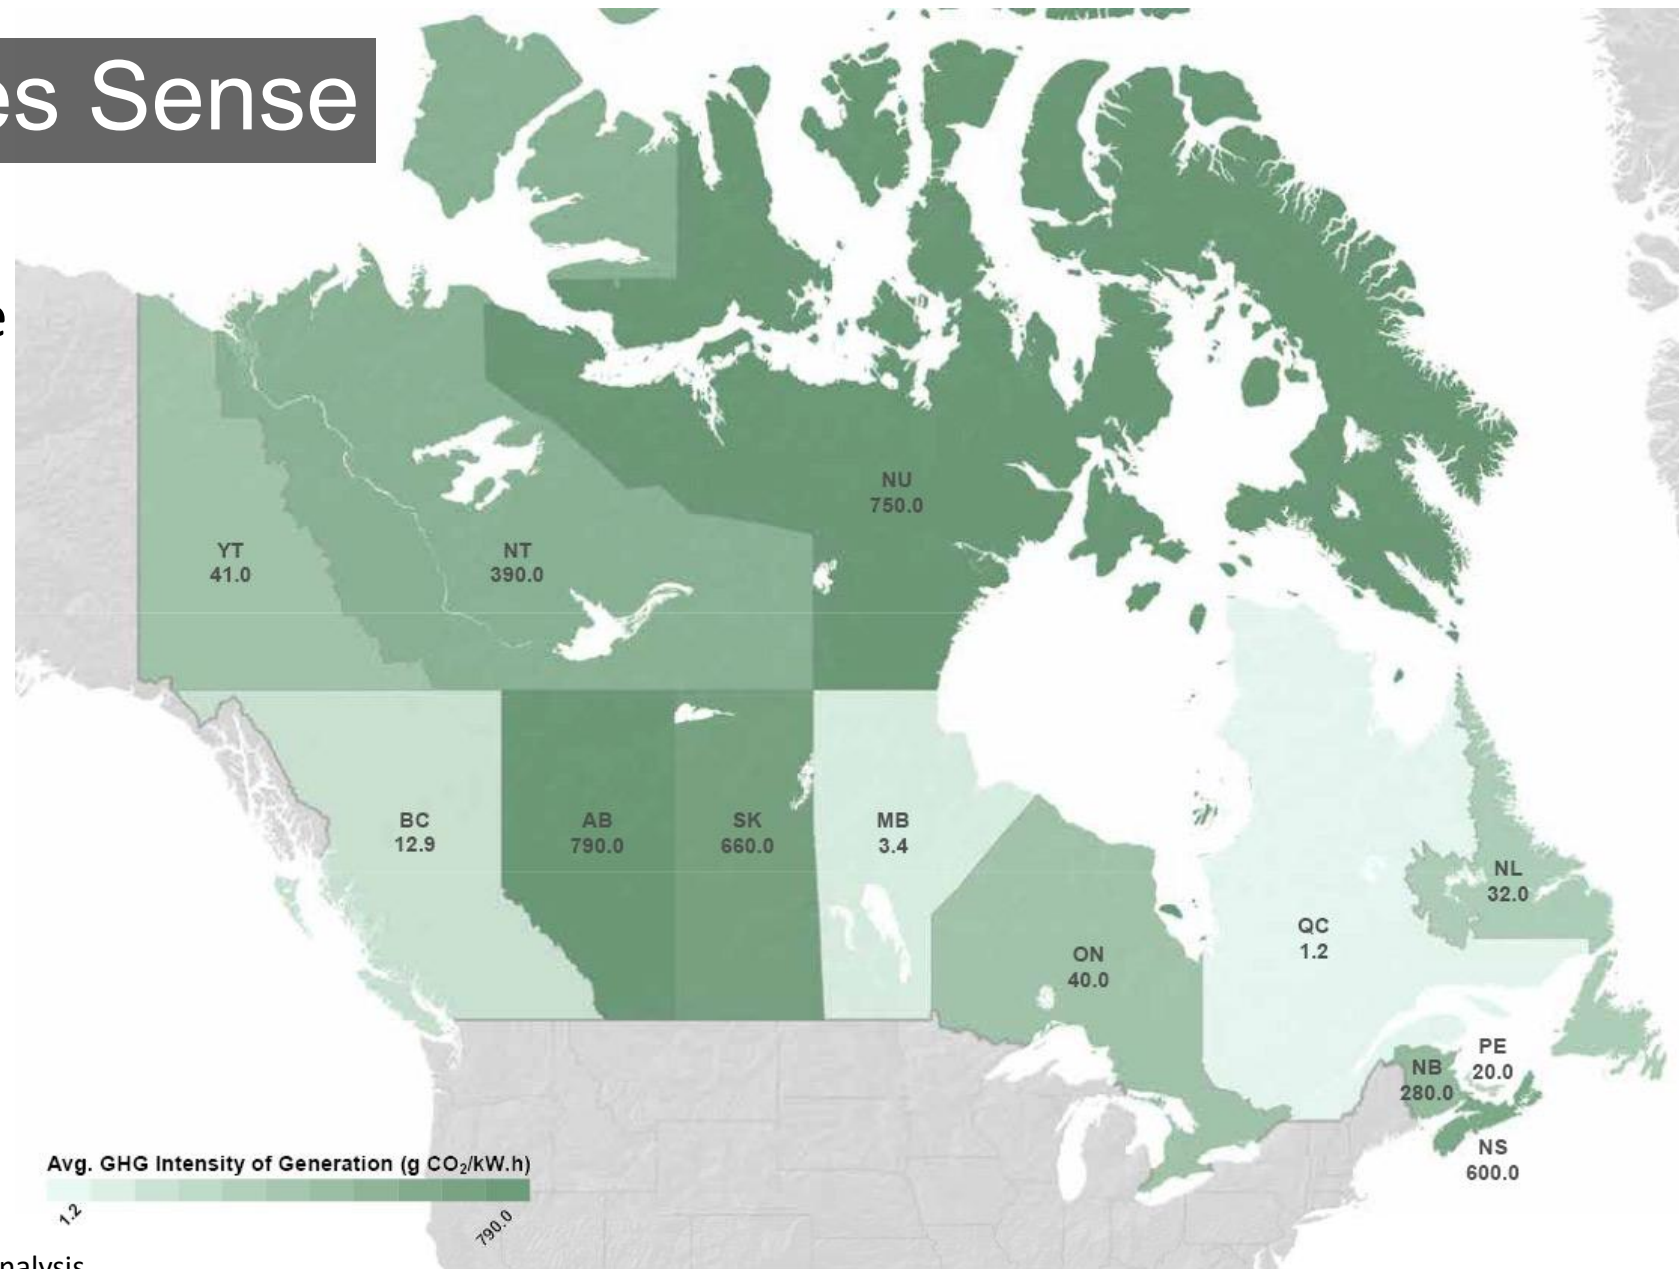 es Sense
e
NU
750.0
YT
41.0
NT
390.0
BC
12.9
AB
790.0
SK
660.0
MB
3.4
NL
32.0
QC
1.2
ON
40.0
PE
20.0
NB
280.0
NS
600.0
Avg. GHG Intensity of Generation (g CO₂/kW.h)
1.2
790.0
nalysis